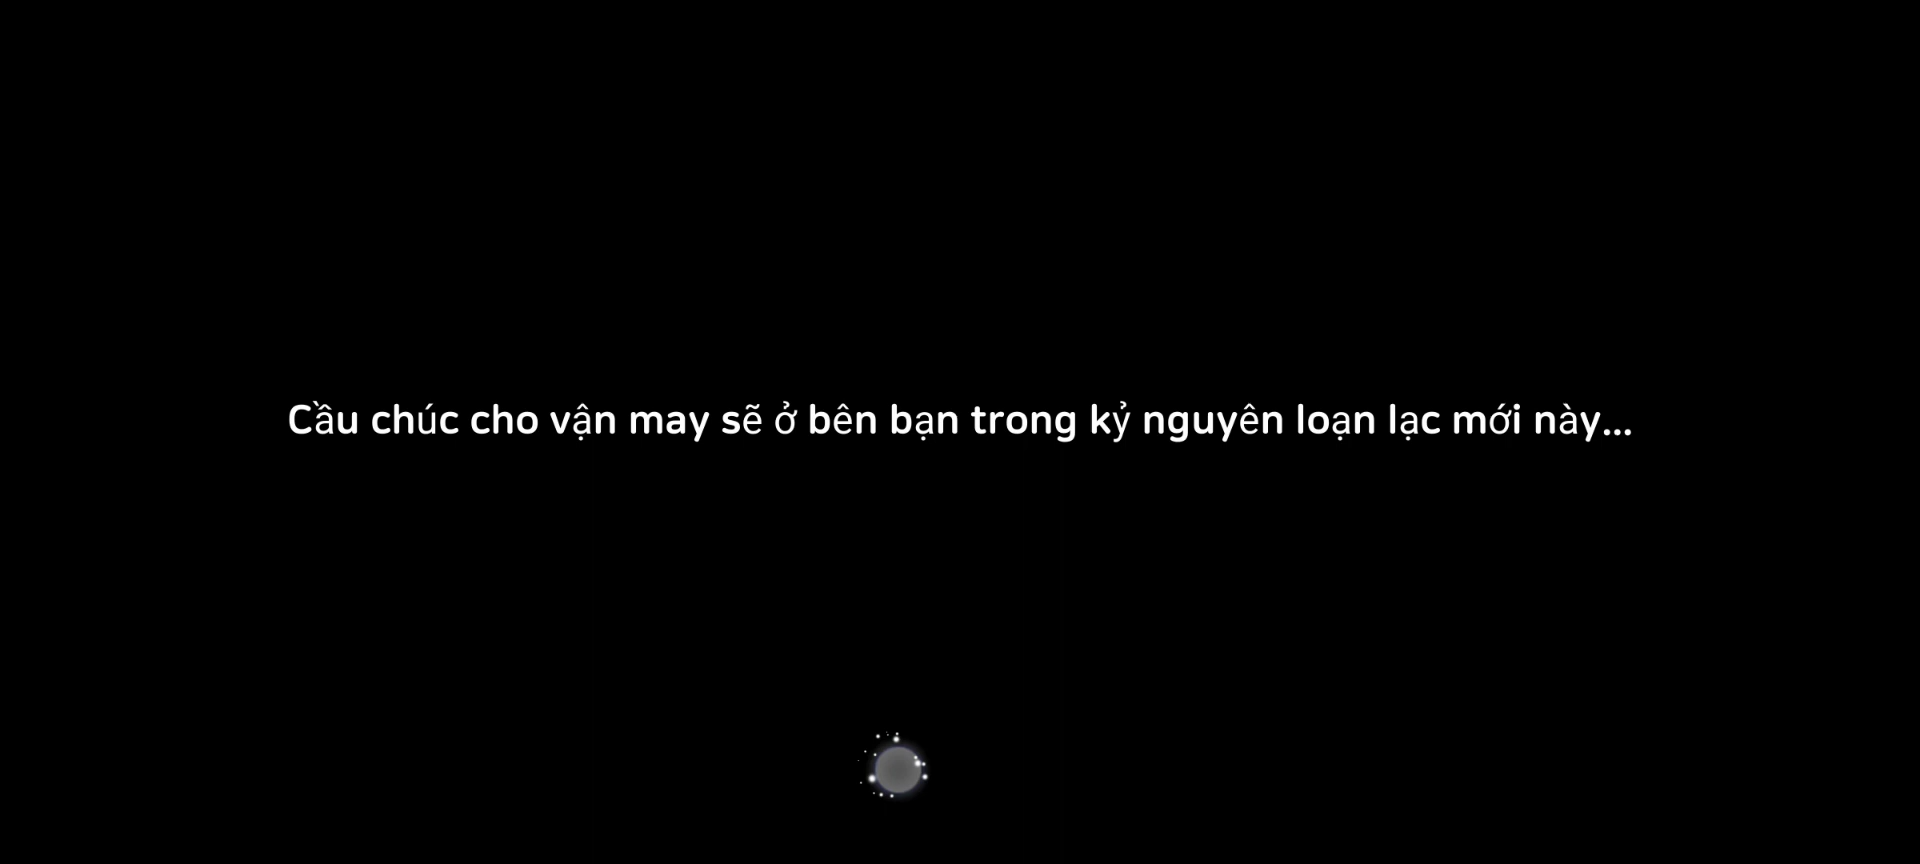 Cầu chúc cho vận may sẽ ở bên bạn trong kỷ nguyên loạn lạc mới này...